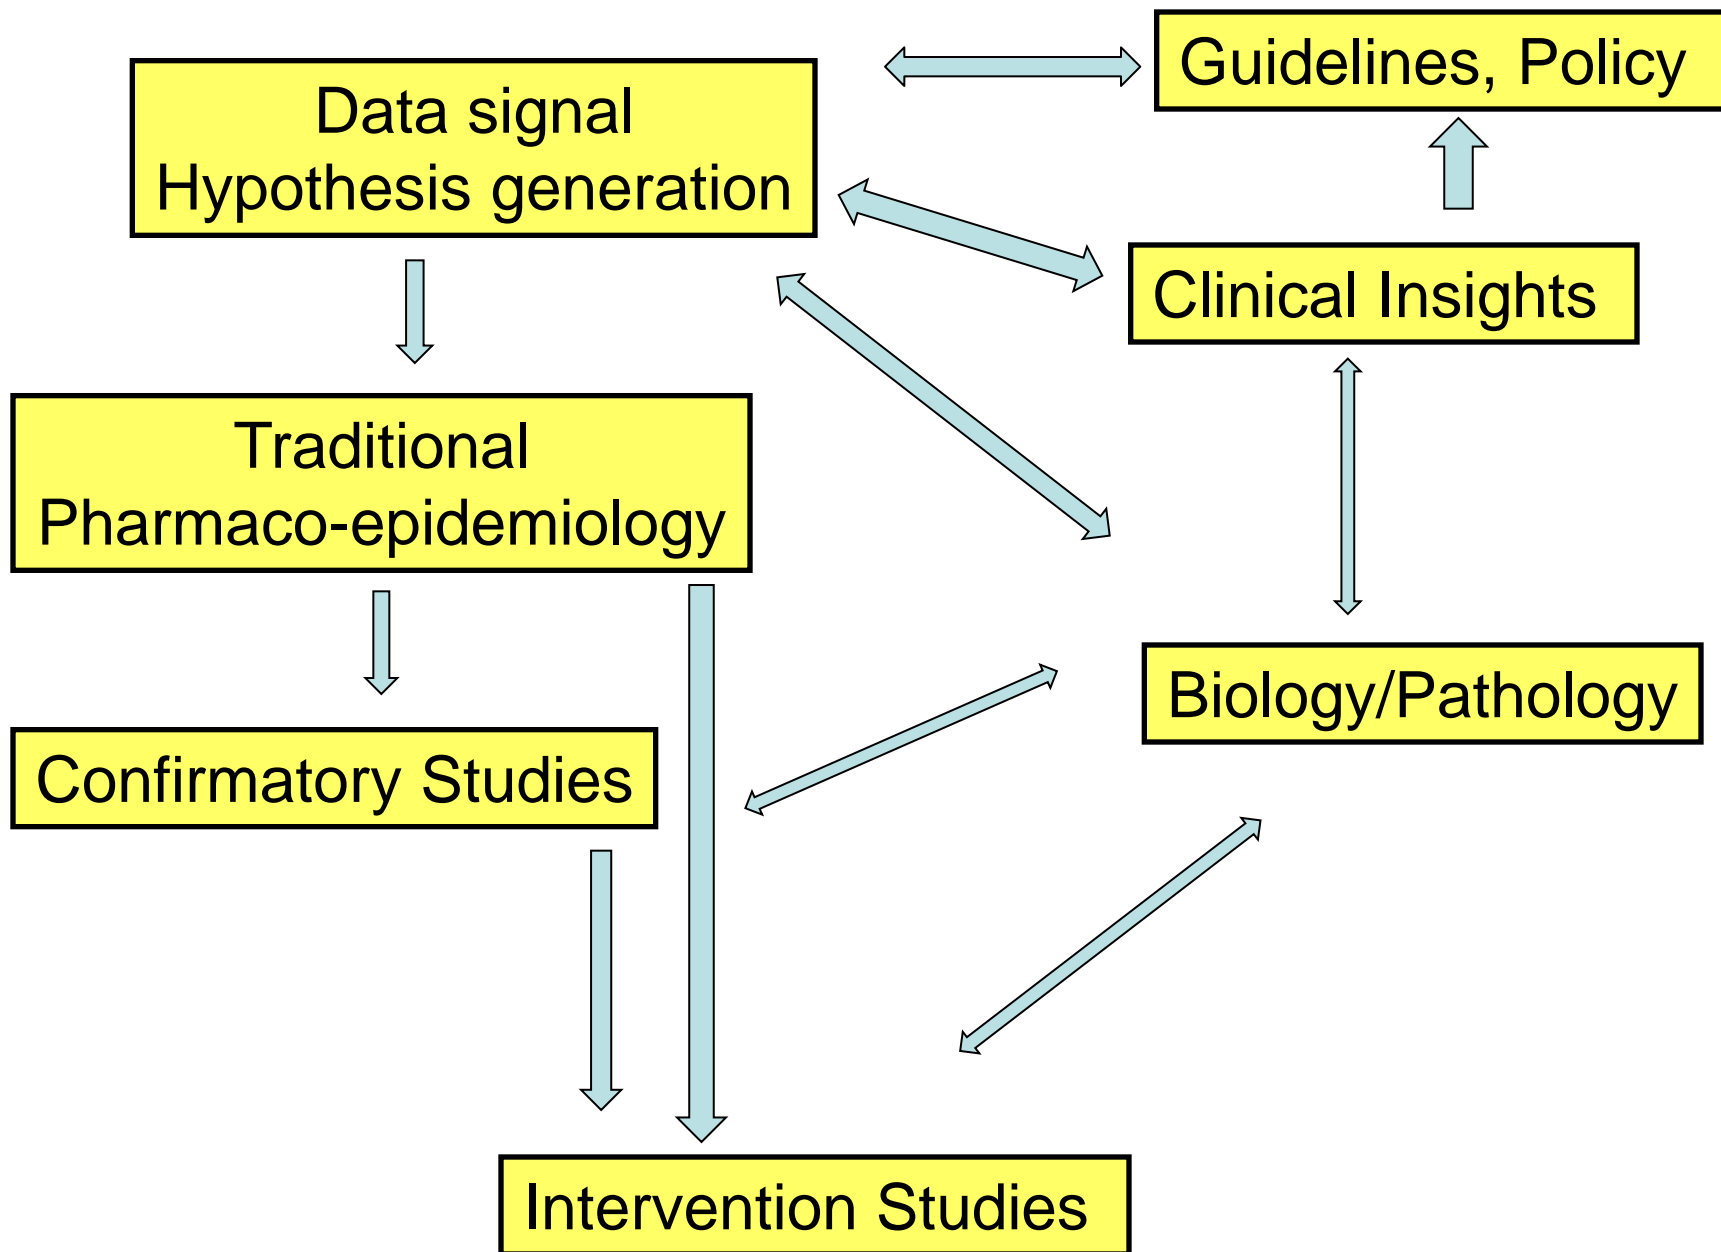 Data signal
Hypothesis generation
Guidelines, Policy
Clinical Insights
Traditional
Pharmaco-epidemiology
Biology/Pathology
Confirmatory Studies
Intervention Studies